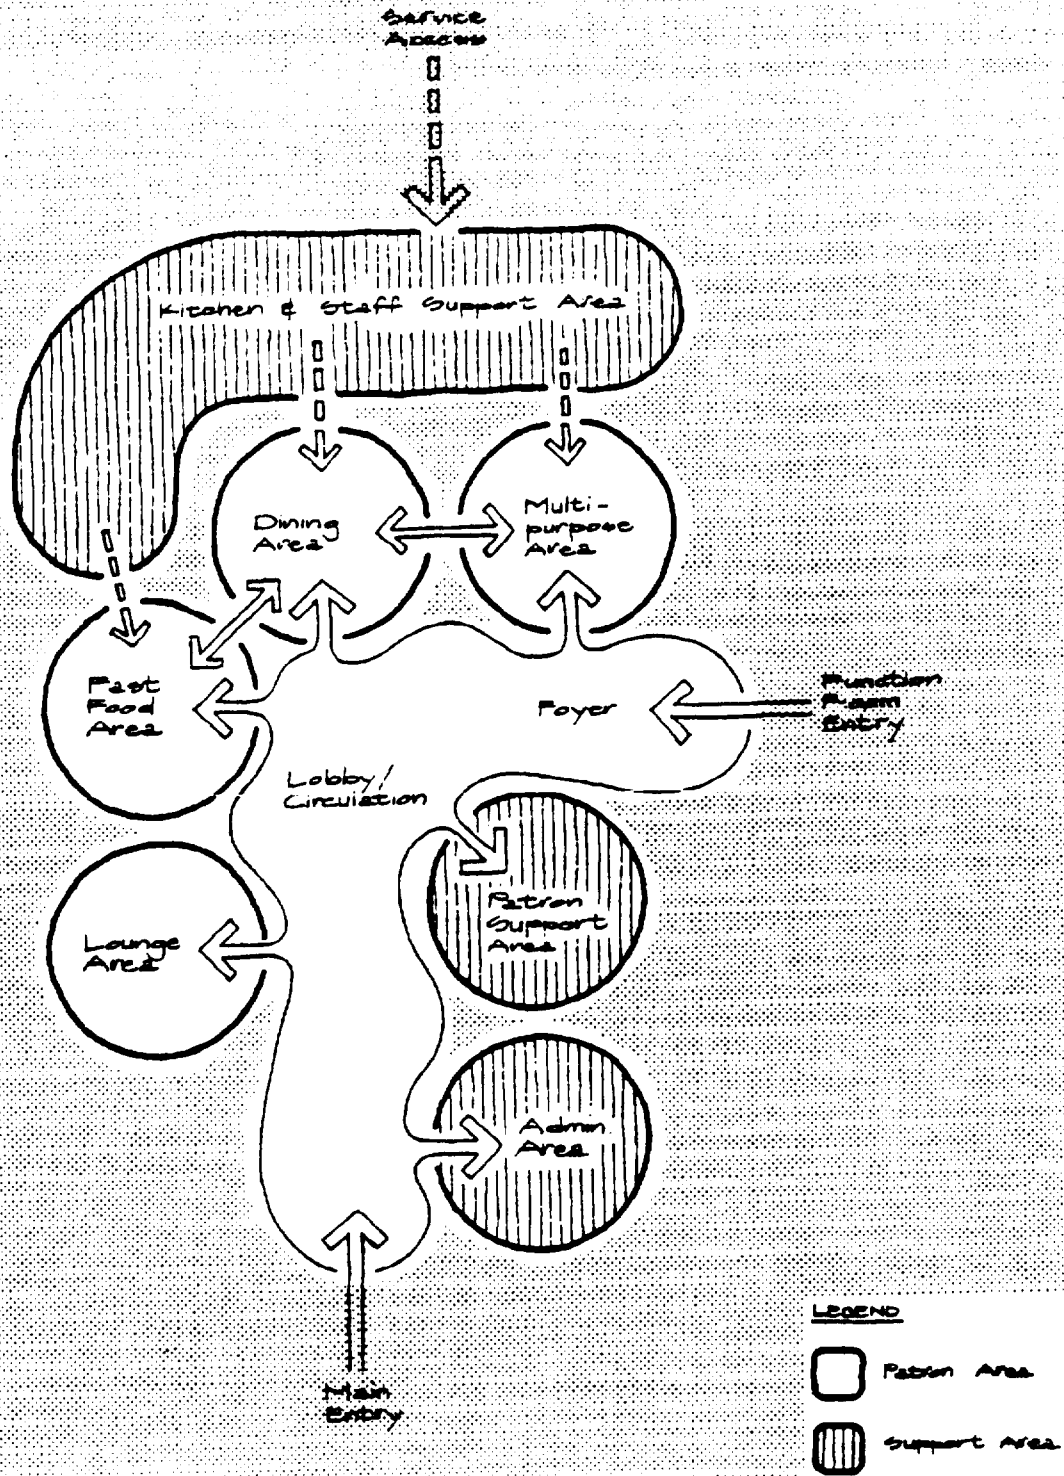 Service
Access
Kitchen & Staff Support Area
Dining
Area
Multi-
purpose
Area
Fast
Food
Area
Foyer
Function
Room
Entry
Lobby/
Circulation
Patron
Support
Area
Lounge
Area
Admin
Area
Main
Entry
LEGEND
Patron Area
Support Area